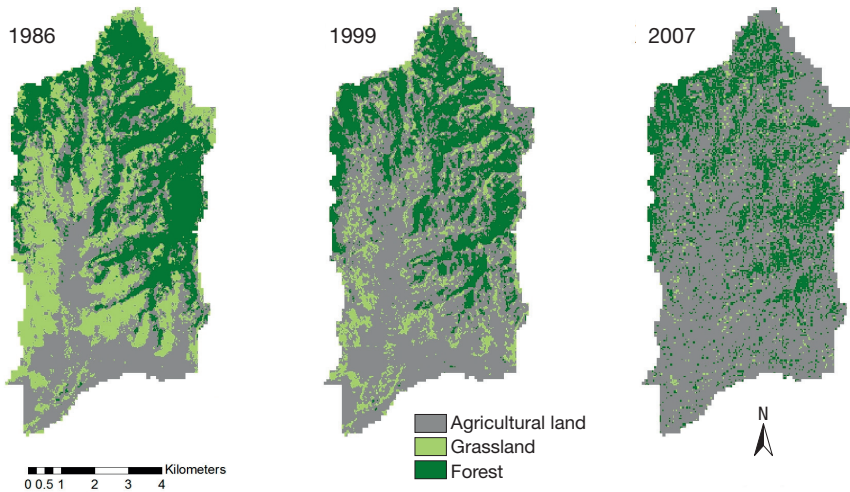 1986
1999
2007
Agricultural land
Grassland
Forest
N
Kilometers
0 0.5 1 2 3 4